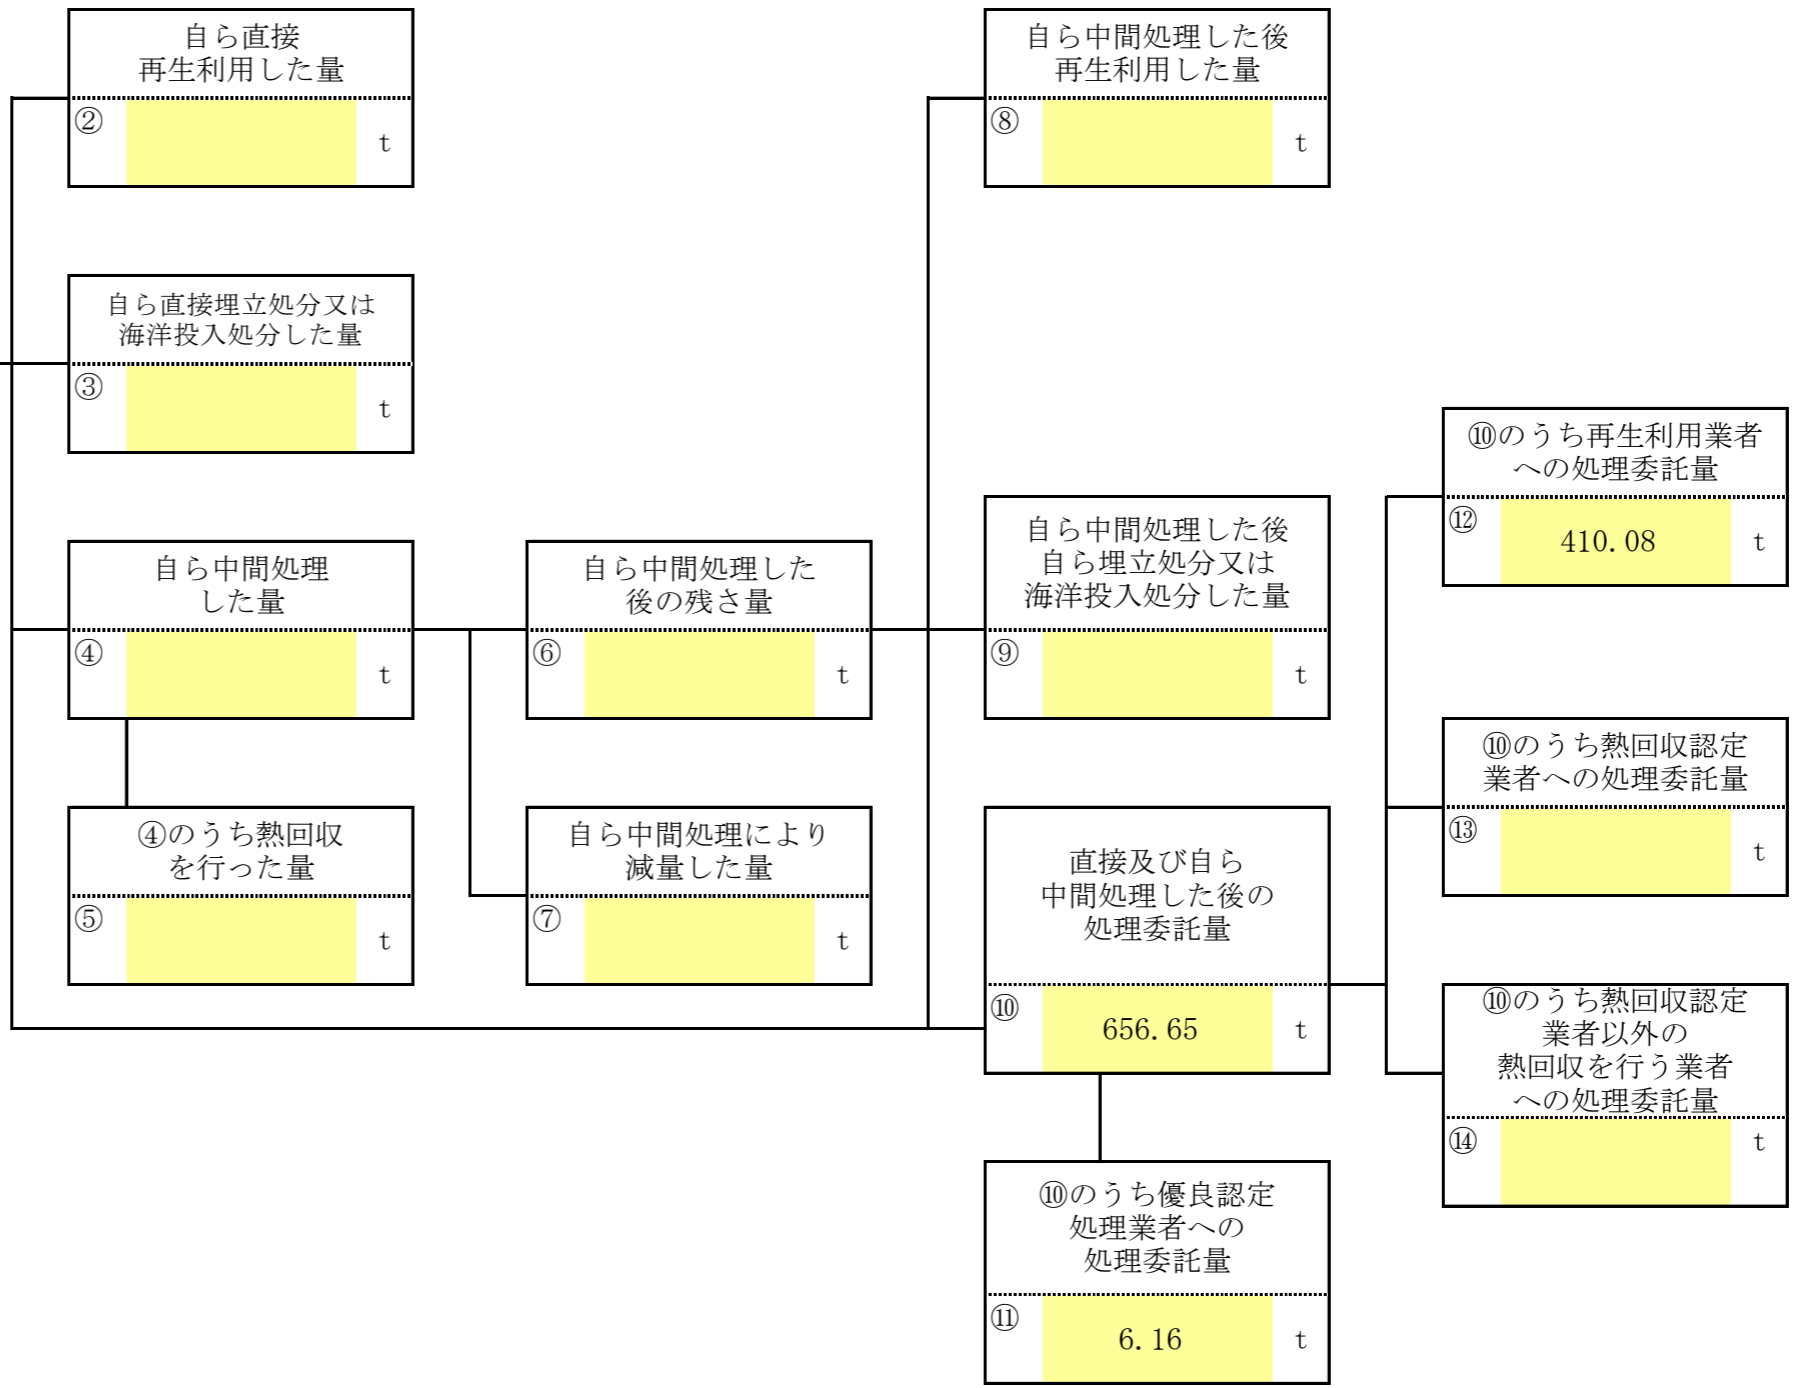 自ら直接
再生利用した量
②
t
自ら直接埋立処分又は
海洋投入処分した量
③
t
自ら中間処理
した量
④
t
④のうち熱回収
を行った量
⑤
t
自ら中間処理した
後の残さ量
⑥
t
自ら中間処理により
減量した量
⑦
t
自ら中間処理した後
再生利用した量
⑧
t
自ら中間処理した後
自ら埋立処分又は
海洋投入処分した量
⑨
t
直接及び自ら
中間処理した後の
処理委託量
⑩ 656.65 t
⑩のうち優良認定
処理業者への
処理委託量
⑪ 6.16 t
⑩のうち再生利用業者
への処理委託量
⑫ 410.08 t
⑩のうち熱回収認定
業者への処理委託量
⑬
t
⑩のうち熱回収認定
業者以外の
熱回収を行う業者
への処理委託量
⑭
t